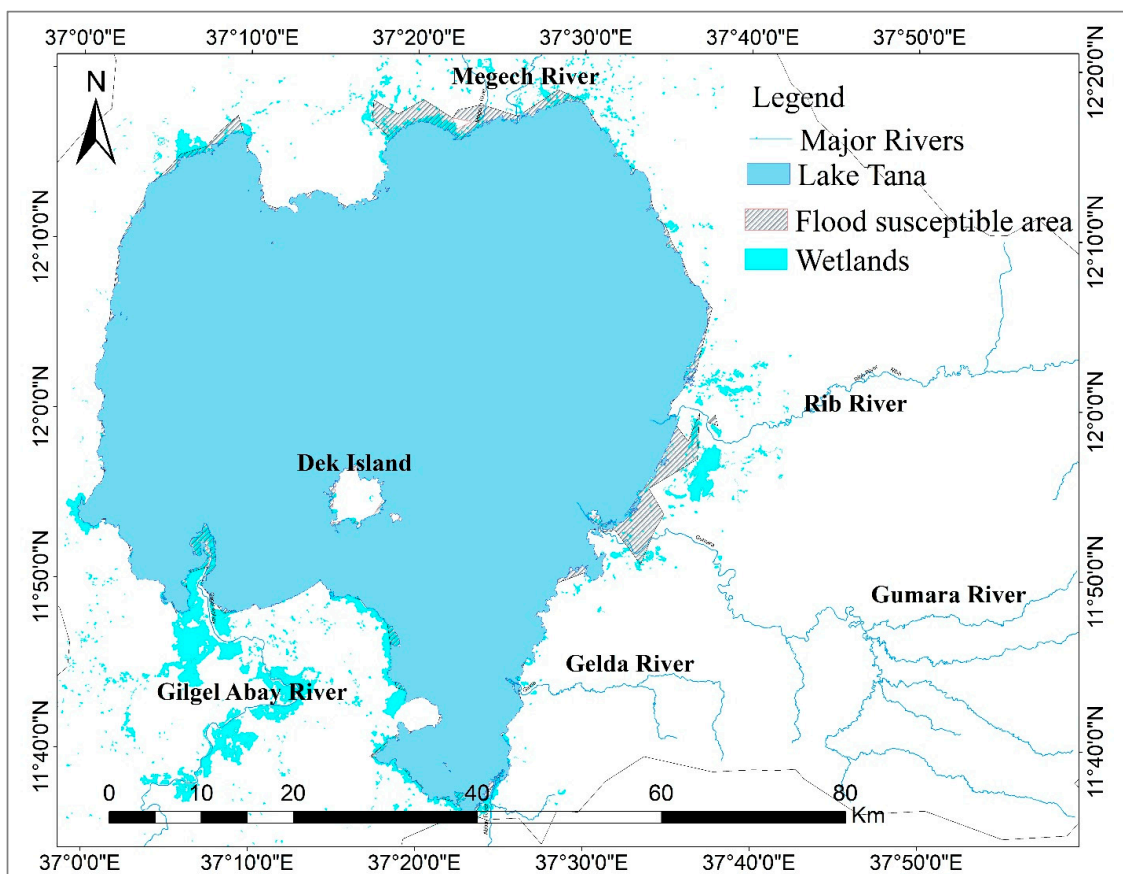 37°0'0"E 37°10'0"E 37°20'0"E 37°30'0"E 37°40'0"E 37°50'0"E
N
Megech River
Legend
Major Rivers
Lake Tana
Flood susceptible area
Wetlands
12°20'0"N
12°10'0"N
12°10'0"N
12°0'0"N
12°0'0"N
Rib River
Dek Island
11°50'0"N
11°50'0"N
Gumara River
Gelda River
Gilgel Abay River
11°40'0"N
11°40'0"N
0 10 20 40 60 80
Km
37°0'0"E 37°10'0"E 37°20'0"E 37°30'0"E 37°40'0"E 37°50'0"E